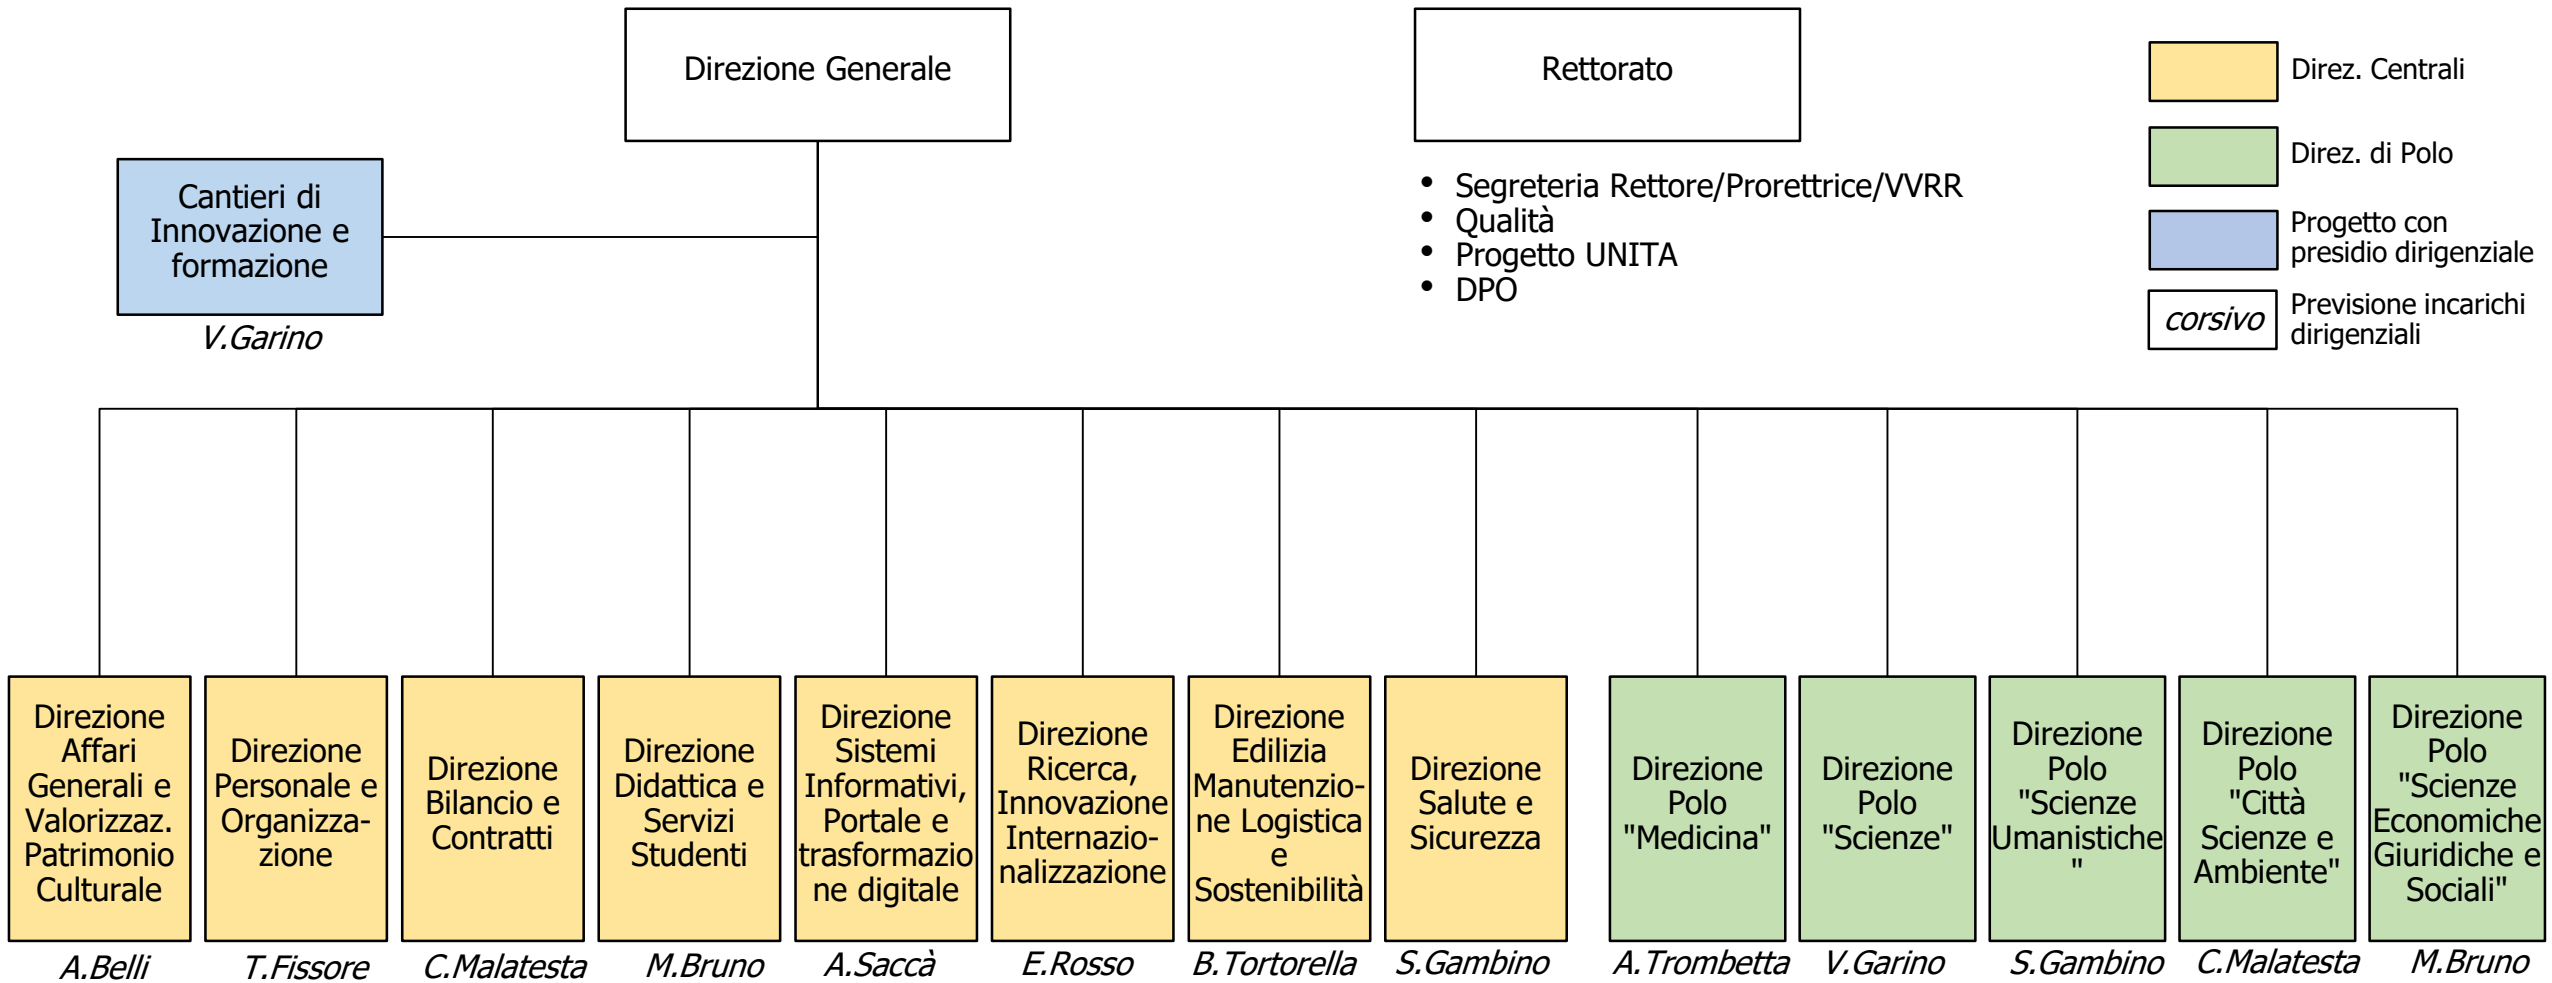 Direzione Generale
Rettorato
Direz. Centrali
Direz. di Polo
Progetto con
presidio dirigenziale
corsivo
Previsione incarichi
dirigenziali
Cantieri di
Innovazione e
formazione
V.Garino
• Segreteria Rettore/Prorettrice/VVRR
• Qualità
• Progetto UNITA
• DPO
Direzione
Affari
Generali e
Valorizzaz.
Patrimonio
Culturale
A.Belli
Direzione
Personale e
Organizza-
zione
T.Fissore
Direzione
Bilancio e
Contratti
C.Malatesta
Direzione
Didattica e
Servizi
Studenti
M.Bruno
Direzione
Sistemi
Informativi,
Portale e
trasformazio
ne digitale
A.Saccà
Direzione
Ricerca,
Innovazione
Internazio-
nalizzazione
E.Rosso
Direzione
Edilizia
Manutenzio-
ne Logistica
e
Sostenibilità
B.Tortorella
Direzione
Salute e
Sicurezza
S.Gambino
Direzione
Polo
"Medicina"
A.Trombetta
Direzione
Polo
"Scienze"
V.Garino
Direzione
Polo
"Scienze
Umanistiche
"
S.Gambino
Direzione
Polo
"Città
Scienze e
Ambiente"
C.Malatesta
Direzione
Polo
"Scienze
Economiche
Giuridiche e
Sociali"
M.Bruno